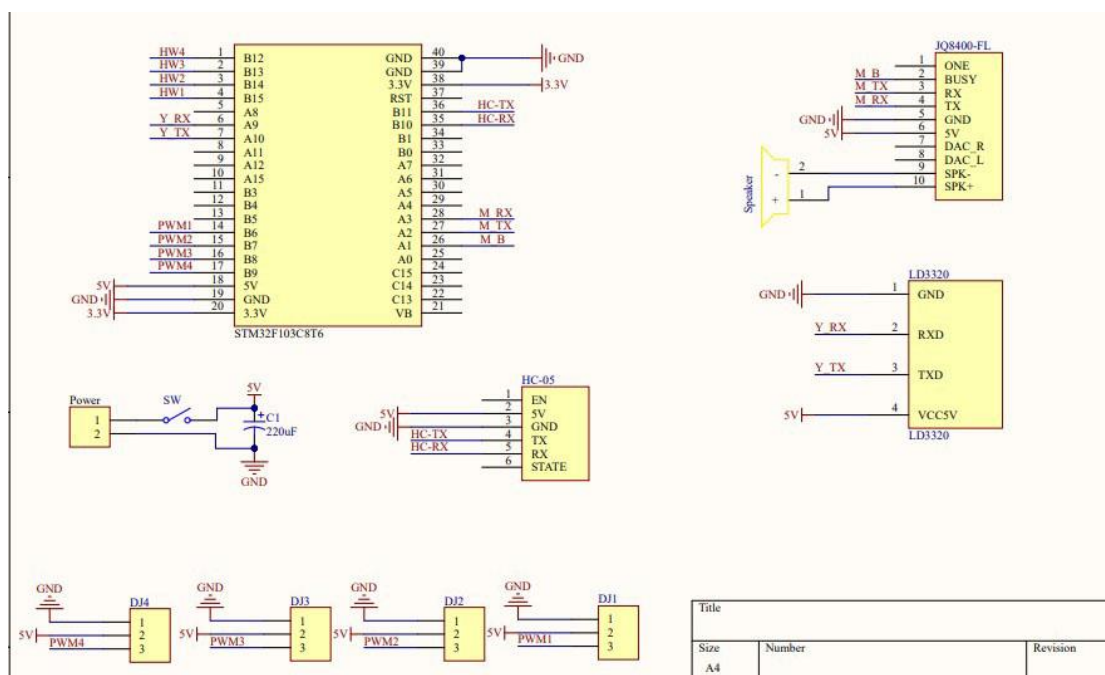 HW4 1 B12 GND 40 GND
HW3 2 B13 GND 39
HW2 3 B14 3.3V 38 3.3V
HW1 4 B15 RST 37
5 A8 B11 36 HC-TX
Y_RX 6 A9 B10 35 HC-RX
Y_TX 7 A10 B1 34
8 A11 B0 33
9 A12 A7 32
10 A15 A6 31
11 B3 A5 30
12 B4 A4 29
13 B5 A3 28 M_RX
PWM1 14 B6 A2 27 M_TX
PWM2 15 B7 A1 26 M_B
PWM3 16 B8 A0 25
PWM4 17 B9 C15 24
5V 18 5V C14 23
GND 19 GND C13 22
3.3V 20 3.3V VB 21
STM32F103C8T6
JQ8400-FL
1 ONE
M_B 2 BUSY
M_TX 3 RX
M_RX 4 TX
GND 5 GND
5V 6 5V
7 DAC_R
8 DAC_L
9 SPK-
10 SPK+
Speaker
- 2
+ 1
LD3320
GND 1 GND
Y_RX 2 RXD
Y_TX 3 TXD
5V 4 VCC5V
LD3320
Power
1
2
SW
5V
+ C1
220uF
GND
HC-05
1 EN
5V 2 5V
GND 3 GND
HC-TX 4 TX
HC-RX 5 RX
6 STATE
GND DJ4
1
5V 2
PWM4 3
GND DJ3
1
5V 2
PWM3 3
GND DJ2
1
5V 2
PWM2 3
GND DJ1
1
5V 2
PWM1 3
Title
Size Number Revision
A4